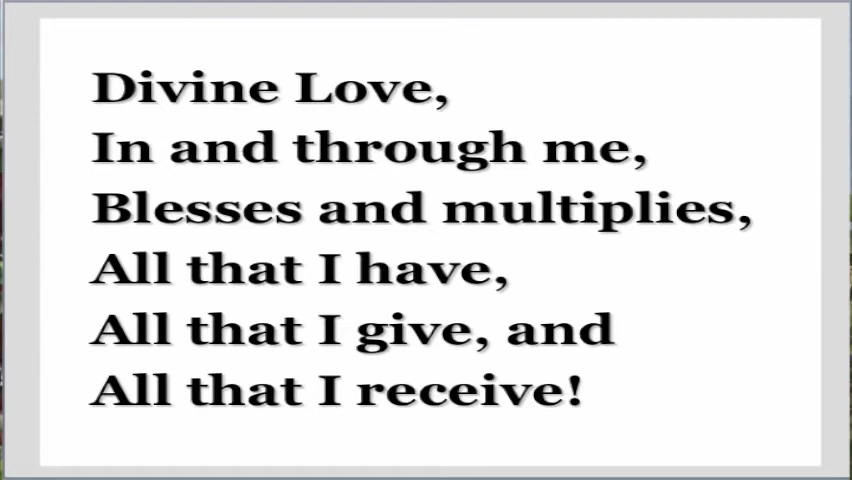 Divine Love,
In and through me,
Blesses and multiplies,
All that I have,
All that I give, and
All that I receive!